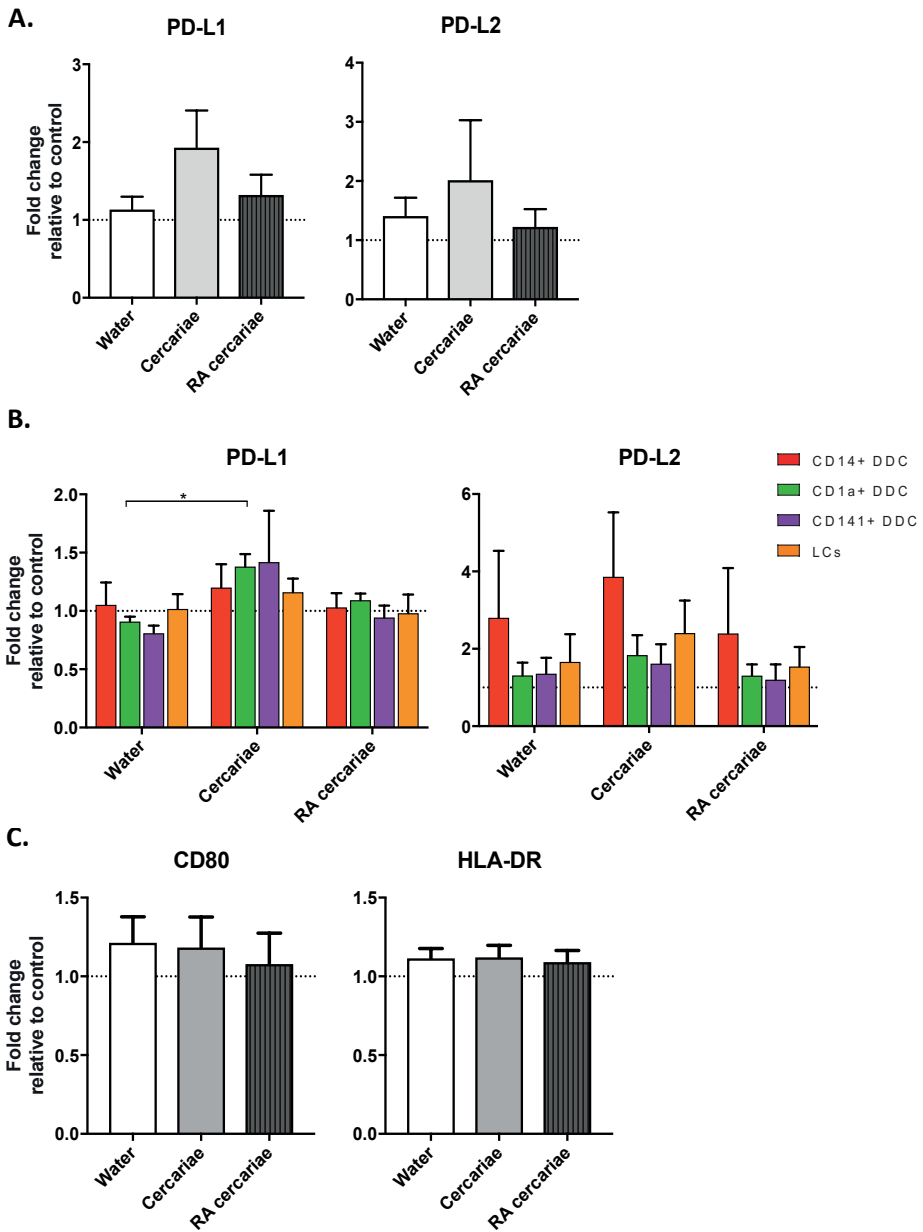 A.
PD-L1
PD-L2
Fold change
relative to control
3
2
1
0
4
3
2
1
0
Water
Cercariae
RA cercariae
Water
Cercariae
RA cercariae
B.
PD-L1
PD-L2
CD14+ DDC
CD1a+ DDC
CD141+ DDC
LCs
Fold change
relative to control
2.0
1.5
1.0
0.5
0.0
*
6
4
2
0
Water
Cercariae
RA cercariae
Water
Cercariae
RA cercariae
C.
CD80
HLA-DR
Fold change
relative to control
1.5
1.0
0.5
0.0
1.5
1.0
0.5
0.0
Water
Cercariae
RA cercariae
Water
Cercariae
RA cercariae